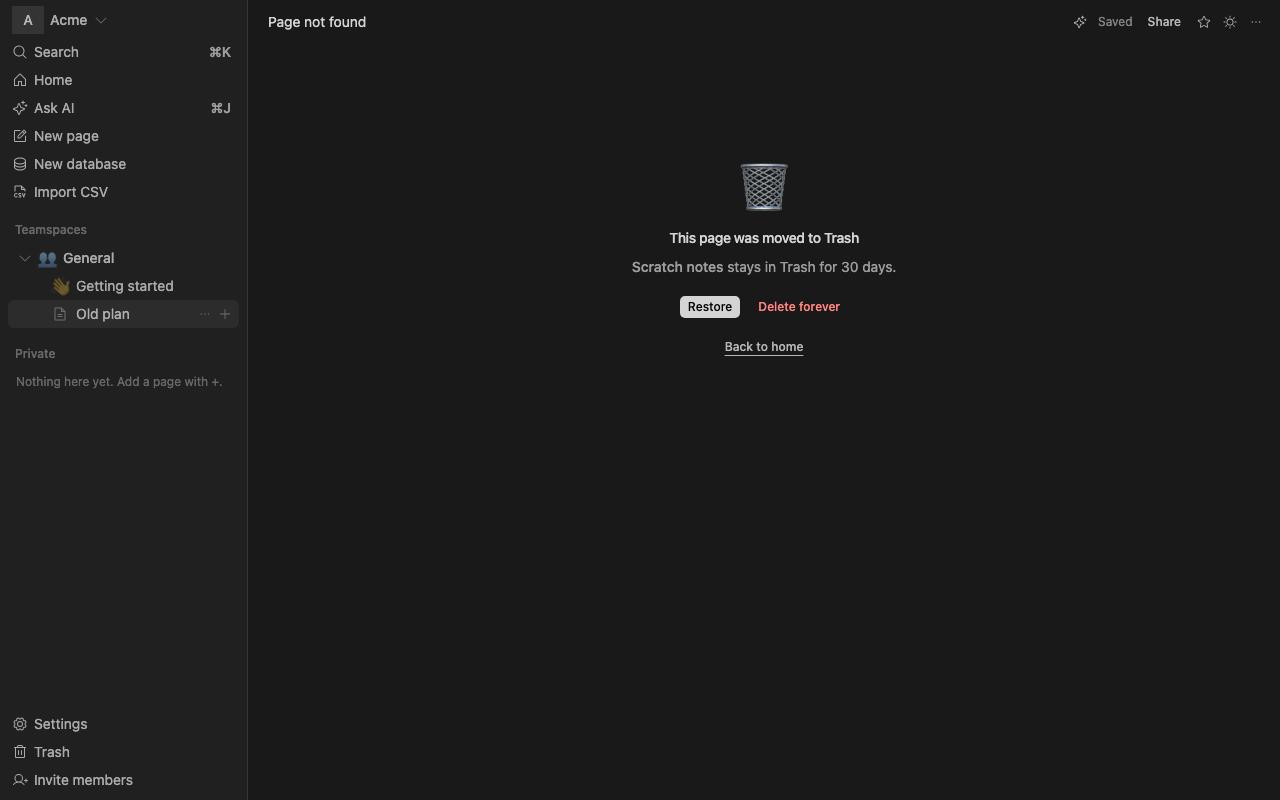 A Acme
Search ⌘K
Home
Ask AI ⌘J
New page
New database
CSV Import CSV
Teamspaces
General
Getting started
Old plan
Private
Nothing here yet. Add a page with +.
Settings
Trash
Invite members
Page not found
Saved Share
This page was moved to Trash
Scratch notes stays in Trash for 30 days.
Restore Delete forever
Back to home